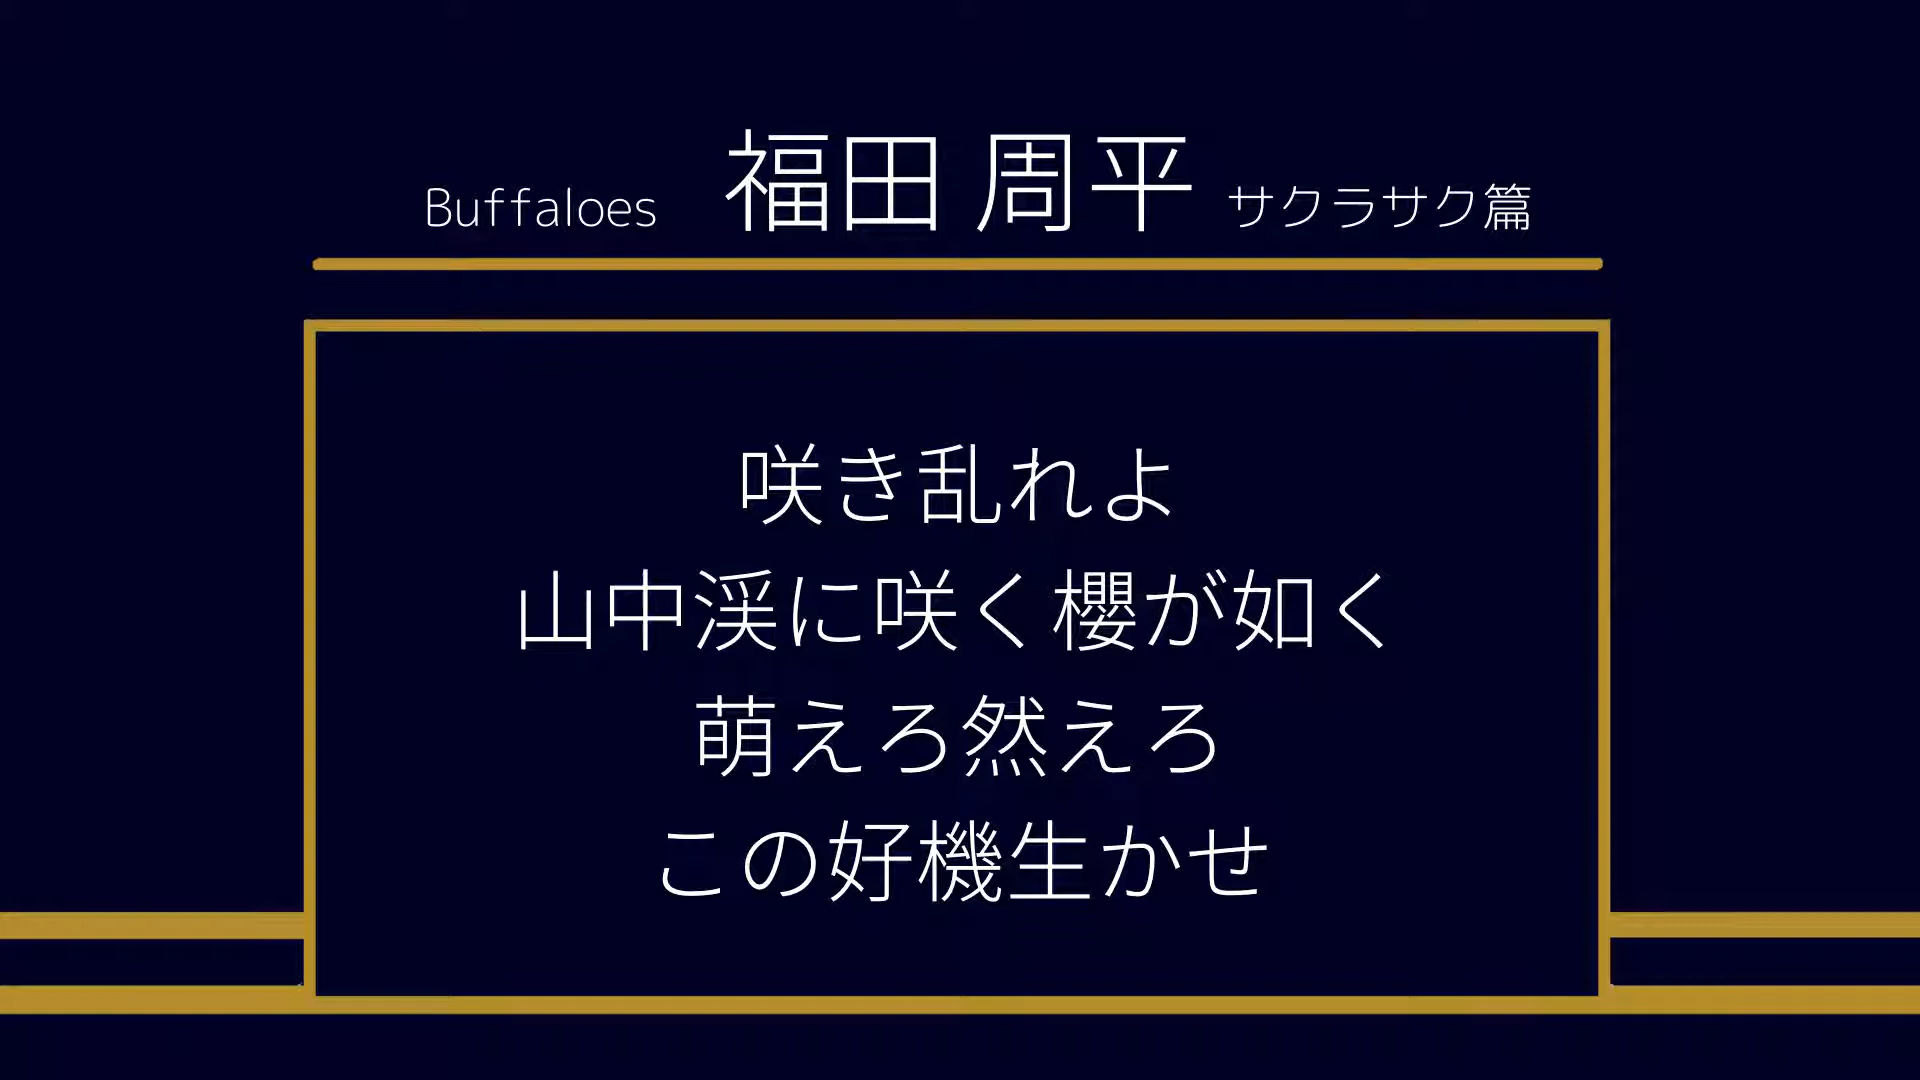 Buffaloes 福田 周平 サクラサク篇
咲き乱れよ
山中渓に咲く櫻が如く
萌えろ然えろ
この好機生かせ